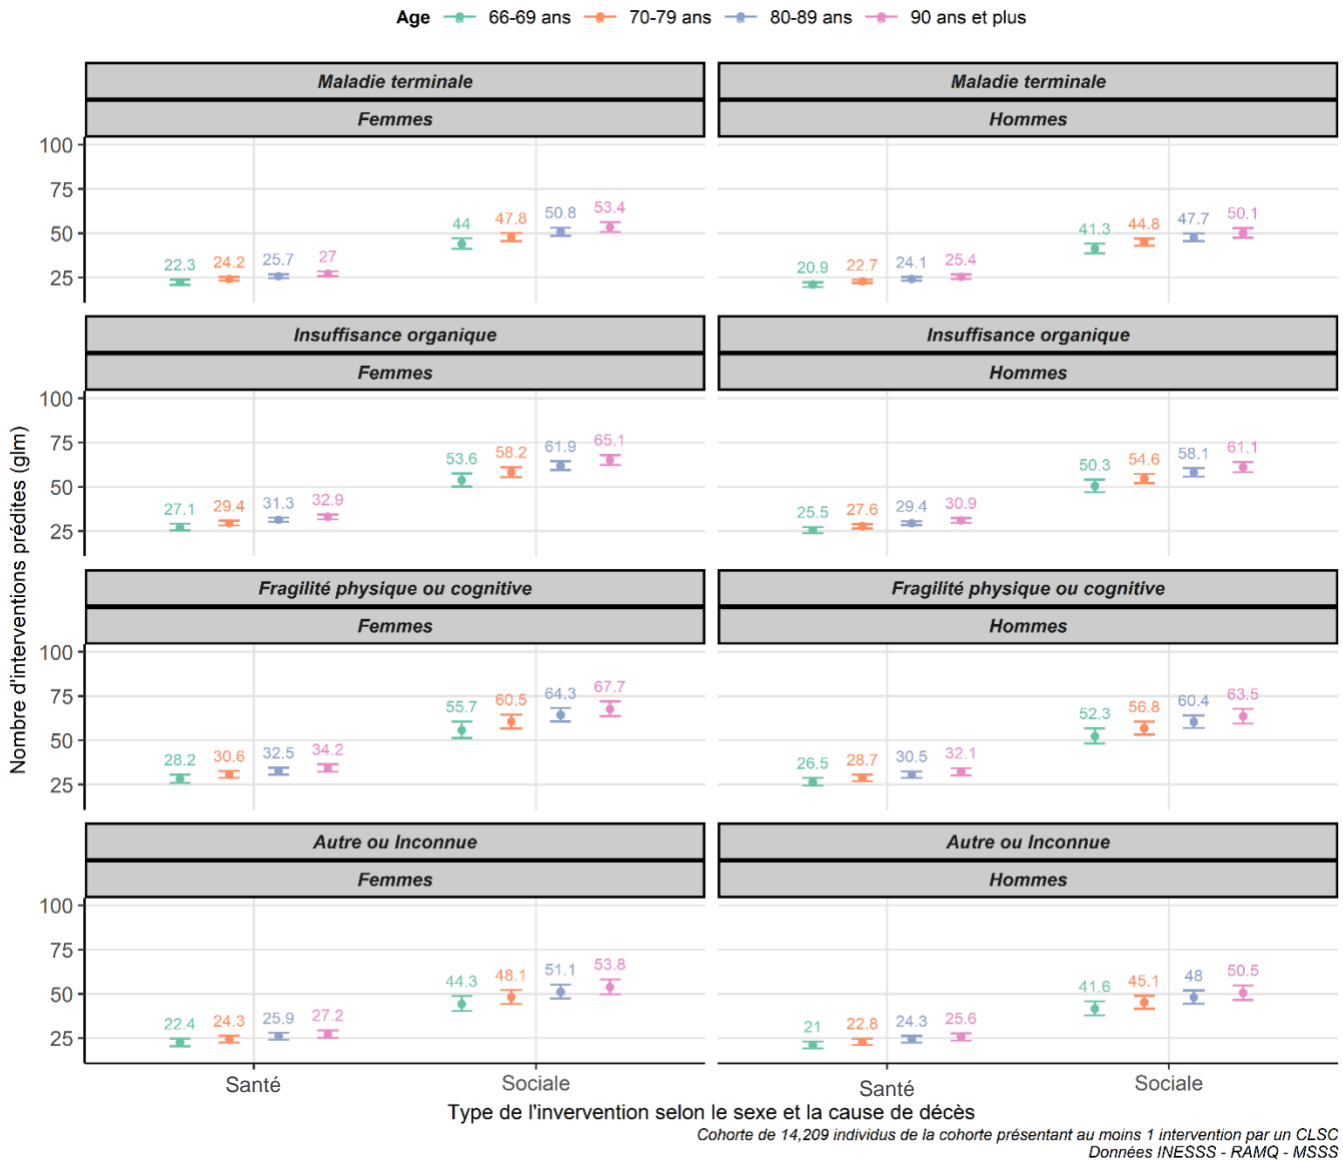 Age 66-69 ans 70-79 ans 80-89 ans 90 ans et plus
Maladie terminale Maladie terminale
Femmes Hommes
100
75
50
25
22.3 24.2 25.7 27 44 47.8 50.8 53.4
20.9 22.7 24.1 25.4 41.3 44.8 47.7 50.1
Insuffisance organique Insuffisance organique
Femmes Hommes
100
75
50
25
27.1 29.4 31.3 32.9 53.6 58.2 61.9 65.1
25.5 27.6 29.4 30.9 50.3 54.6 58.1 61.1
Fragilité physique ou cognitive Fragilité physique ou cognitive
Femmes Hommes
100
75
50
25
28.2 30.6 32.5 34.2 55.7 60.5 64.3 67.7
26.5 28.7 30.5 32.1 52.3 56.8 60.4 63.5
Autre ou Inconnue Autre ou Inconnue
Femmes Hommes
100
75
50
25
22.4 24.3 25.9 27.2 44.3 48.1 51.1 53.8
21 22.8 24.3 25.6 41.6 45.1 48 50.5
Nombre d'interventions prédites (glm)
Santé Sociale Santé Sociale
Type de l'invervention selon le sexe et la cause de décès
Cohorte de 14,209 individus de la cohorte présentant au moins 1 intervention par un CLSC
Données INESSS - RAMQ - MSSS